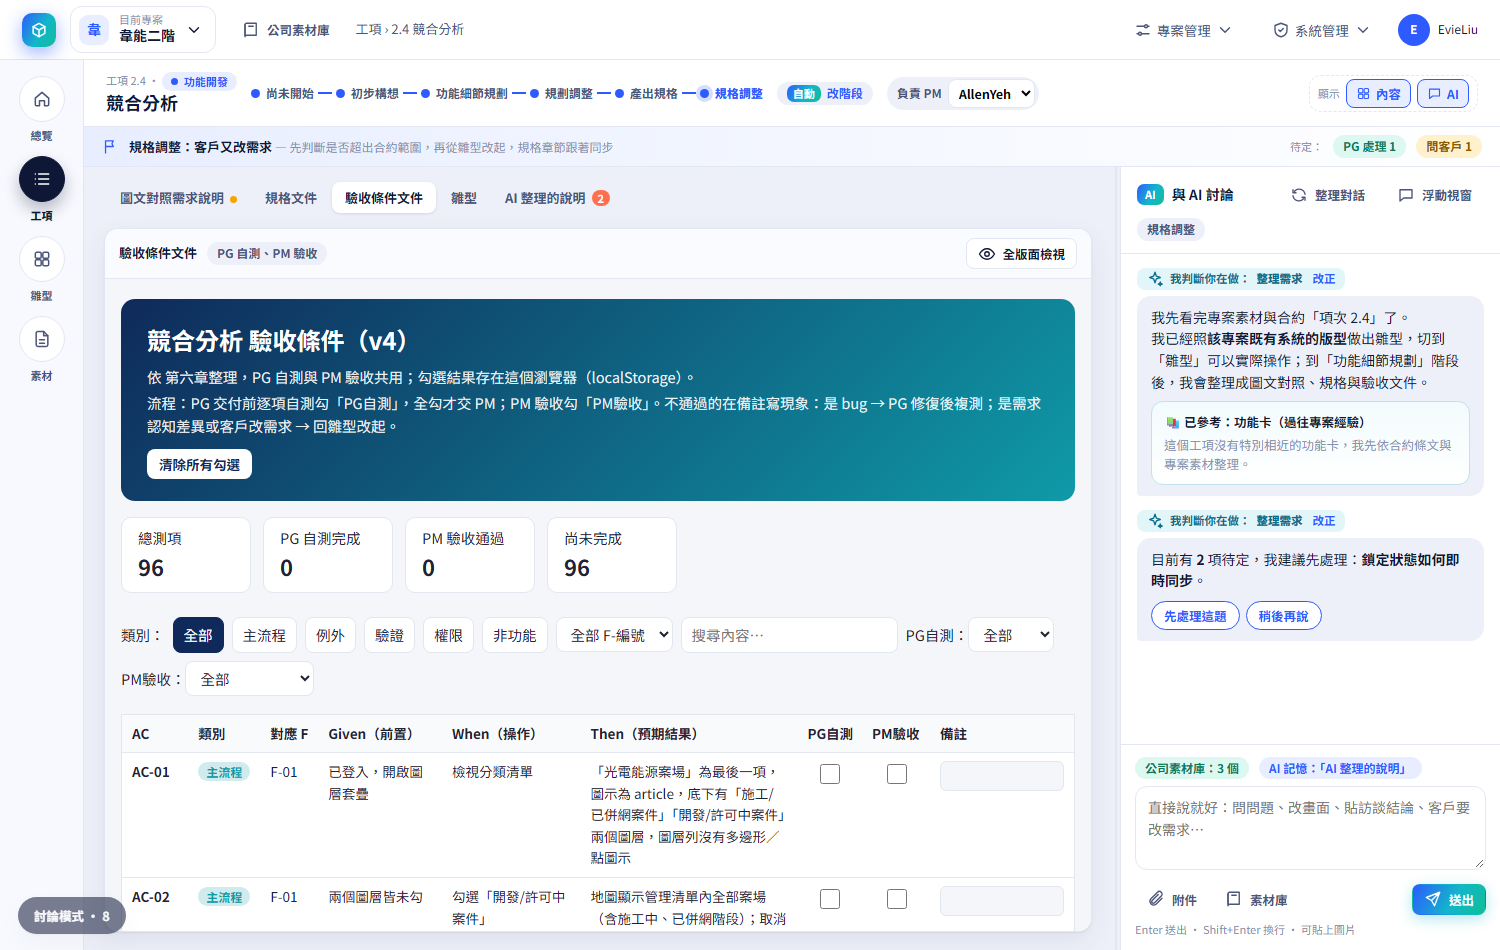 目前專案
韋
韋能二階
公司素材庫
工項 › 2.4 競合分析
專案管理
系統管理
E
EvieLiu
總覽
工項
雛型
素材
工項 2.4 ·
功能開發
競合分析
尚未開始
初步構想
功能細節規劃
規劃調整
產出規格
規格調整
自動 改階段
負責 PM
AllenYeh
顯示
內容
AI
規格調整：客戶又改需求 — 先判斷是否超出合約範圍，再從雛型改起，規格章節跟著同步
待定：
PG 處理 1
問客戶 1
圖文對照需求說明
規格文件
驗收條件文件
雛型
AI 整理的說明 2
驗收條件文件
PG 自測、PM 驗收
全版面檢視
競合分析 驗收條件（v4）
依 第六章整理，PG 自測與 PM 驗收共用；勾選結果存在這個瀏覽器（localStorage）。
流程：PG 交付前逐項自測勾「PG自測」，全勾才交 PM；PM 驗收勾「PM驗收」。不通過的在備註寫現象：是 bug → PG 修復後複測；是需求
認知差異或客戶改需求 → 回雛型改起。
清除所有勾選
總測項
96
PG 自測完成
0
PM 驗收通過
0
尚未完成
96
類別：
全部
主流程
例外
驗證
權限
非功能
全部 F-編號
搜尋內容⋯
PG自測：
全部
PM驗收：
全部
AC 類別 對應 F Given（前置） When（操作） Then（預期結果） PG自測 PM驗收 備註
AC-01 主流程 F-01 已登入，開啟圖 檢視分類清單 「光電能源案場」為最後一項，
層套疊 圖示為 article，底下有「施工/
已併網案件」「開發/許可中案件」
兩個圖層，圖層列沒有多邊形／
點圖示
AC-02 主流程 F-01 兩個圖層皆未勾 勾選「開發/許可中 地圖顯示管理清單內全部案場
案件」 （含施工中、已併網階段）；取消
討論模式 · 8
AI 與 AI 討論
整理對話
浮動視窗
規格調整
我判斷你在做： 整理需求 改正
我先看完專案素材與合約「項次 2.4」了。
我已經照該專案既有系統的版型做出雛型，切到
「雛型」可以實際操作；到「功能細節規劃」階段
後，我會整理成圖文對照、規格與驗收文件。
已參考：功能卡（過往專案經驗）
這個工項沒有特別相近的功能卡，我先依合約條文與
專案素材整理。
我判斷你在做： 整理需求 改正
目前有 2 項待定，我建議先處理：鎖定狀態如何即
時同步。
先處理這題
稍後再說
公司素材庫：3 個
AI 記憶：「AI 整理的說明」
直接說就好：問問題、改畫面、貼訪談結論、客戶要
改需求⋯
附件
素材庫
送出
Enter 送出 · Shift+Enter 換行 · 可貼上圖片